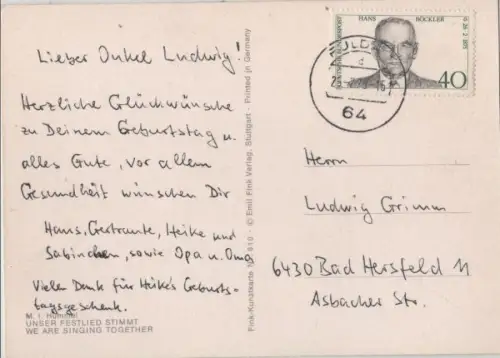 Lieber Onkel Ludwig!
Herzliche Glückwünsche
zu Deinem Geburtstag u.
alles Gute, vor allem
Gesundheit wünschen Dir
Hans, Gertraute, Heike und
Sabinchen, sowie Opa u. Oma
Vielen Dank für Heike's Geburts-
tagsgeschenk.
M. I. Hummel
UNSER FESTLIED STIMMT
WE ARE SINGING TOGETHER
Fink-Kunstkarte © Emil Fink Verlag, Stuttgart - Printed in Germany
DEUTSCHE BUNDESPOST
HANS BÖCKLER
40
64
Herrn
Ludwig Grimm
6430 Bad Hersfeld 11
Asbacher Str.